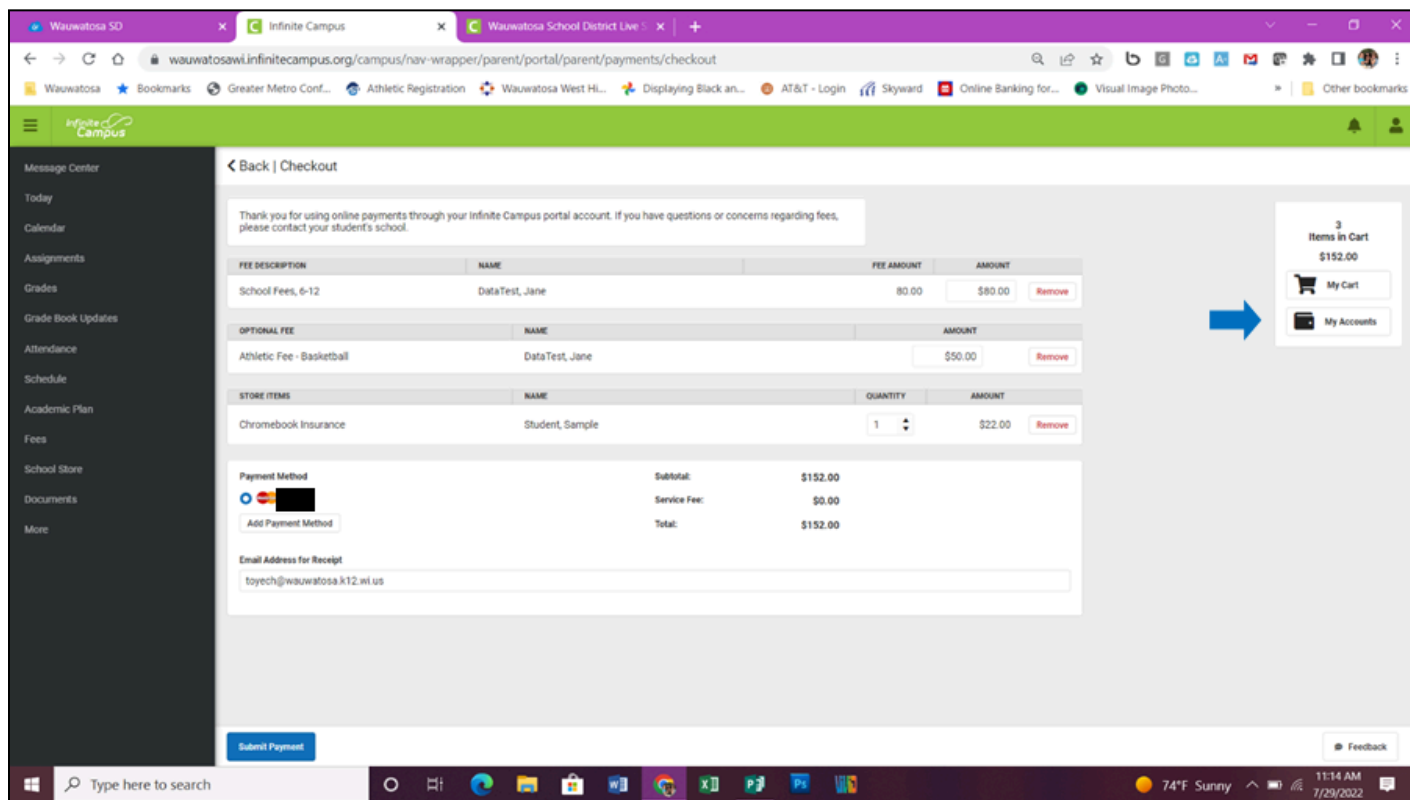 Wauwatosa SD
Infinite Campus
Wauwatosa School District Live S
wauwatosawi.infinitecampus.org/campus/nav-wrapper/parent/portal/parent/payments/checkout
Wauwatosa Bookmarks Greater Metro Conf... Athletic Registration Wauwatosa West Hi... Displaying Black an... AT&T - Login Skyward Online Banking for... Visual Image Photo... » Other bookmarks
Infinite Campus
Message Center
Today
Calendar
Assignments
Grades
Grade Book Updates
Attendance
Schedule
Academic Plan
Fees
School Store
Documents
More
Back | Checkout
Thank you for using online payments through your Infinite Campus portal account. If you have questions or concerns regarding fees,
please contact your student's school.
FEE DESCRIPTION NAME FEE AMOUNT AMOUNT
School Fees, 6-12 DataTest, Jane 80.00 $80.00 Remove
OPTIONAL FEE NAME AMOUNT
Athletic Fee - Basketball DataTest, Jane $50.00 Remove
STORE ITEMS NAME QUANTITY AMOUNT
Chromebook Insurance Student, Sample 1 $22.00 Remove
Payment Method Subtotal: $152.00
Service Fee: $0.00
Add Payment Method Total: $152.00
Email Address for Receipt
toyech@wauwatosa.k12.wi.us
3
Items in Cart
$152.00
My Cart
My Accounts
Submit Payment
Feedback
Type here to search
74°F Sunny
11:14 AM
7/29/2022